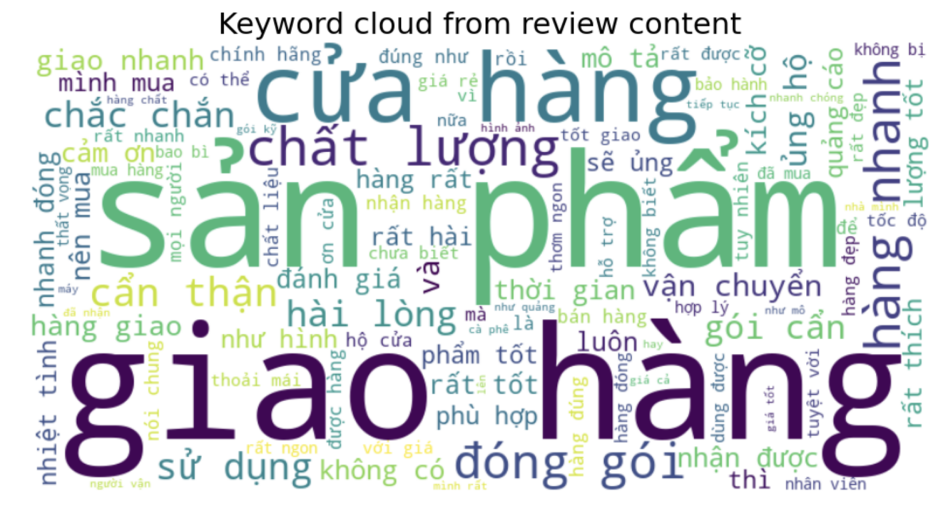 Keyword cloud from review content
giao nhanh
chính hãng
đúng như
rồi
mô tả
rất được
không bị
mình mua
có thể
cửa hàng
giá rẻ
vì
bảo hành
kích cỡ
ủng hộ
quảng cáo
rất đẹp
hàng nhanh
lượng tốt
chắc chắn
hàng chất
nữa
tiếp tục
nhanh chóng
rất nhanh
gói kỹ
chất lượng
hình ảnh
tốt giao
cảm ơn
bao bì
sẽ ủng
mua hàng
mọi người
sản phẩm
chất liệu
hàng rất
đã mua
nhanh đóng
thất vọng
nên mua
nhận hàng
ơn cửa
thơm ngon
hỗ trợ
không biết
tuy nhiên
nhà mình
để
tốc độ
rất hài
chưa biết
và
đánh giá
hàng đẹp
máy
cẩn thận
thời gian
vận chuyển
đã nhận
hài lòng
mà
như quảng
là
cà phê
bán hàng
hợp lý
như mô
gói cẩn
hàng giao
như hình
hộ cửa
luôn
hay
rất thích
giao hàng
nhiệt tình
nói chung
phẩm tốt
thoải mái
được hàng
rất tốt
lên
hàng đúng
hàng đóng
giá cả
dùng được
giá tốt
tuyệt vời
phù hợp
rất ngon
với giá
sử dụng
không có
đóng gói
nhận được
người vận
mình rất
thì
nhân viên